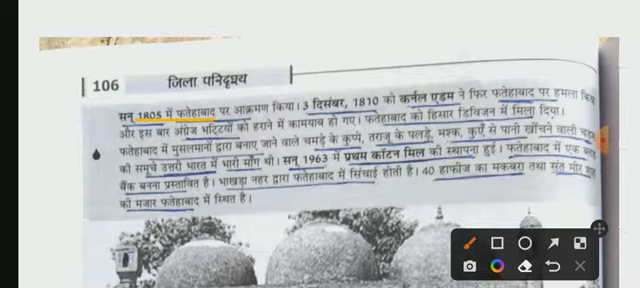 106 जिला परिदृश्य
सन् 1805 में फतेहाबाद पर आक्रमण किया। 3 दिसंबर, 1810 को कर्नल एडम ने फिर फतेहाबाद पर हमला किया
और इस बार अंग्रेज भट्टियों को हराने में कामयाब हो गए। फतेहाबाद को हिसार डिविजन में मिला दिया।
फतेहाबाद में मुसलमानों द्वारा बनाए जाने वाले चमड़े के कुप्पे, तराजू के पलड़े, मश्क, कुएँ से पानी खींचने वाली
की समूचे उत्तरी भारत में भारी माँग थी। सन् 1963 में प्रथम काटन मिल की स्थापना हुई। फतेहाबाद में एक
बैंक बनना प्रस्तावित है। भाखड़ा नहर द्वारा फतेहाबाद में सिंचाई होती है। 40 हाफीज का मकबरा तथा संत मीर शाह
की मजार फतेहाबाद में स्थित है।